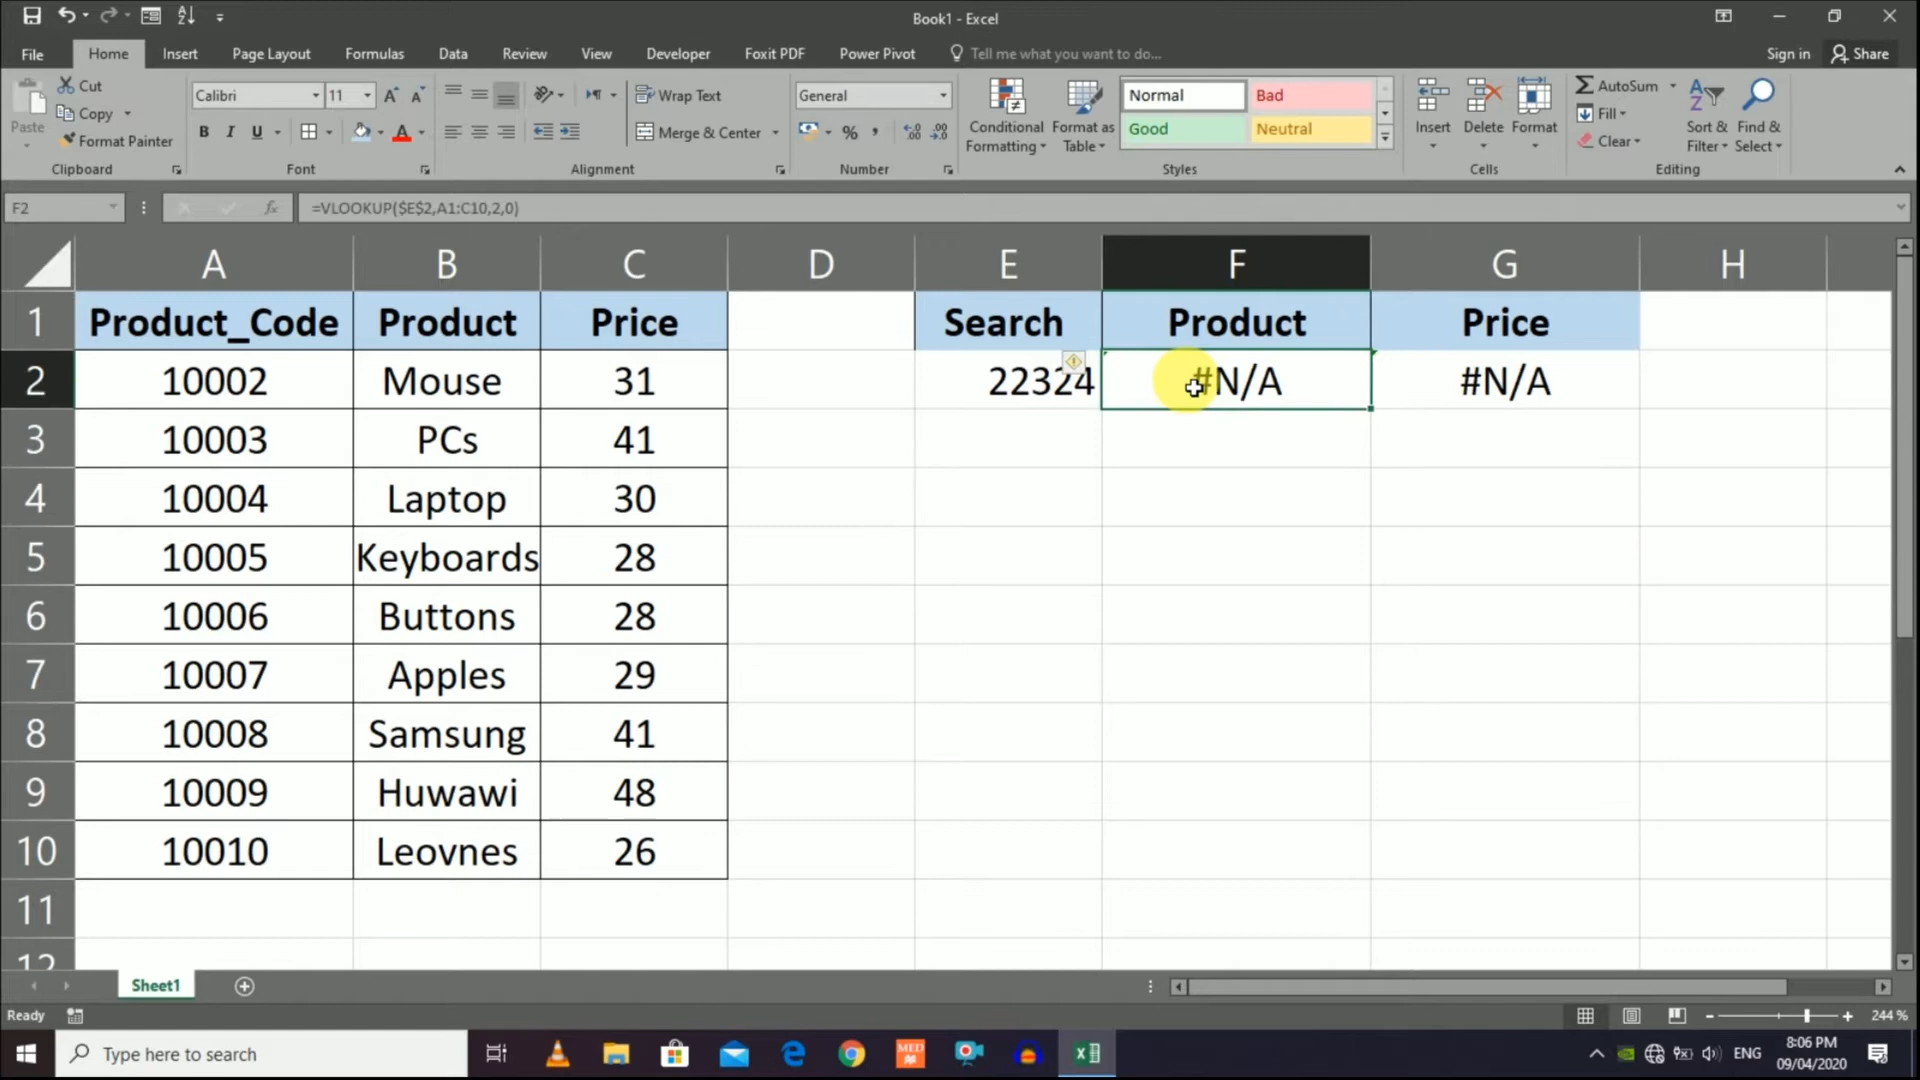 Book1 - Excel
File Home Insert Page Layout Formulas Data Review View Developer Foxit PDF Power Pivot Tell me what you want to do... Sign in Share
Paste
Cut
Copy
Format Painter
Clipboard
Calibri 11
B I U
Font
Wrap Text
Merge & Center
Alignment
General
%
Number
Conditional Formatting
Format as Table
Normal Bad
Good Neutral
Styles
Insert Delete Format
Cells
AutoSum
Fill
Clear
Sort & Filter
Find & Select
Editing
F2 fx =VLOOKUP($E$2,A1:C10,2,0)
A B C D E F G H
1 Product_Code Product Price Search Product Price
2 10002 Mouse 31 22324 #N/A #N/A
3 10003 PCs 41
4 10004 Laptop 30
5 10005 Keyboards 28
6 10006 Buttons 28
7 10007 Apples 29
8 10008 Samsung 41
9 10009 Huwawi 48
10 10010 Leovnes 26
11
12
Sheet1
Ready 244 %
Type here to search
MED
ENG
8:06 PM
09/04/2020